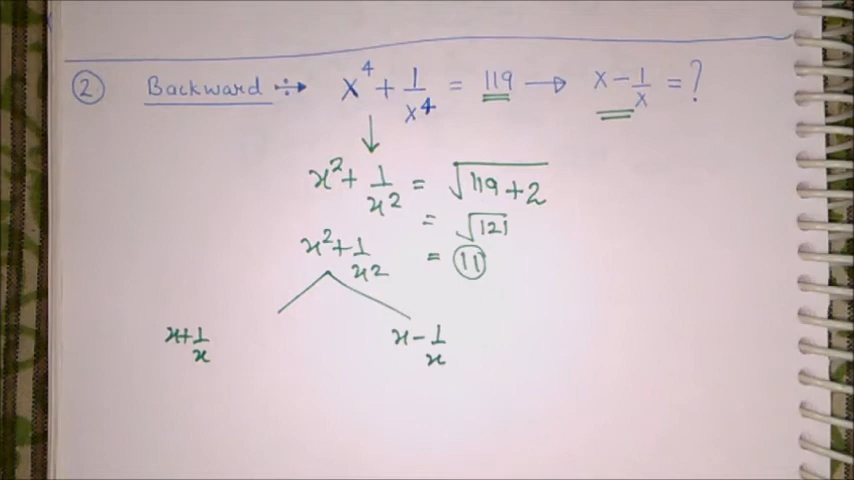 ② Backward ÷→ x⁴ + 1/x⁴ = 119 → x - 1/x = ?
↓
x² + 1/x² = √(119+2)
= √121
x² + 1/x² = 11
x + 1/x x - 1/x